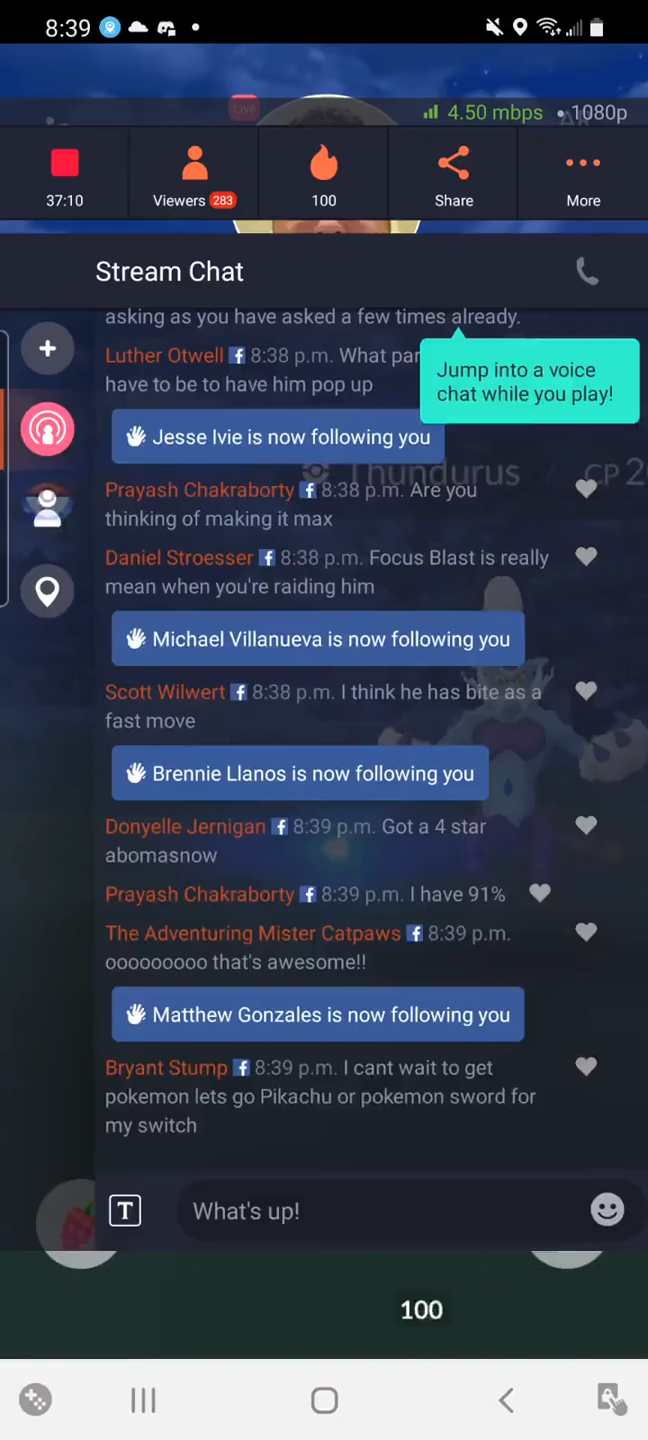 8:39
Live
4.50 mbps • 1080p
37:10
Viewers 283
100
Share
More
Stream Chat
asking as you have asked a few times already.
Luther Otwell 8:38 p.m. What par
have to be to have him pop up
Jump into a voice
chat while you play!
Jesse Ivie is now following you
Thundurus / CP 2
Prayash Chakraborty 8:38 p.m. Are you
thinking of making it max
Daniel Stroesser 8:38 p.m. Focus Blast is really
mean when you're raiding him
Michael Villanueva is now following you
Scott Wilwert 8:38 p.m. I think he has bite as a
fast move
Brennie Llanos is now following you
Donyelle Jernigan 8:39 p.m. Got a 4 star
abomasnow
Prayash Chakraborty 8:39 p.m. I have 91%
The Adventuring Mister Catpaws 8:39 p.m.
ooooooooo that's awesome!!
Matthew Gonzales is now following you
Bryant Stump 8:39 p.m. I cant wait to get
pokemon lets go Pikachu or pokemon sword for
my switch
T
What's up!
100